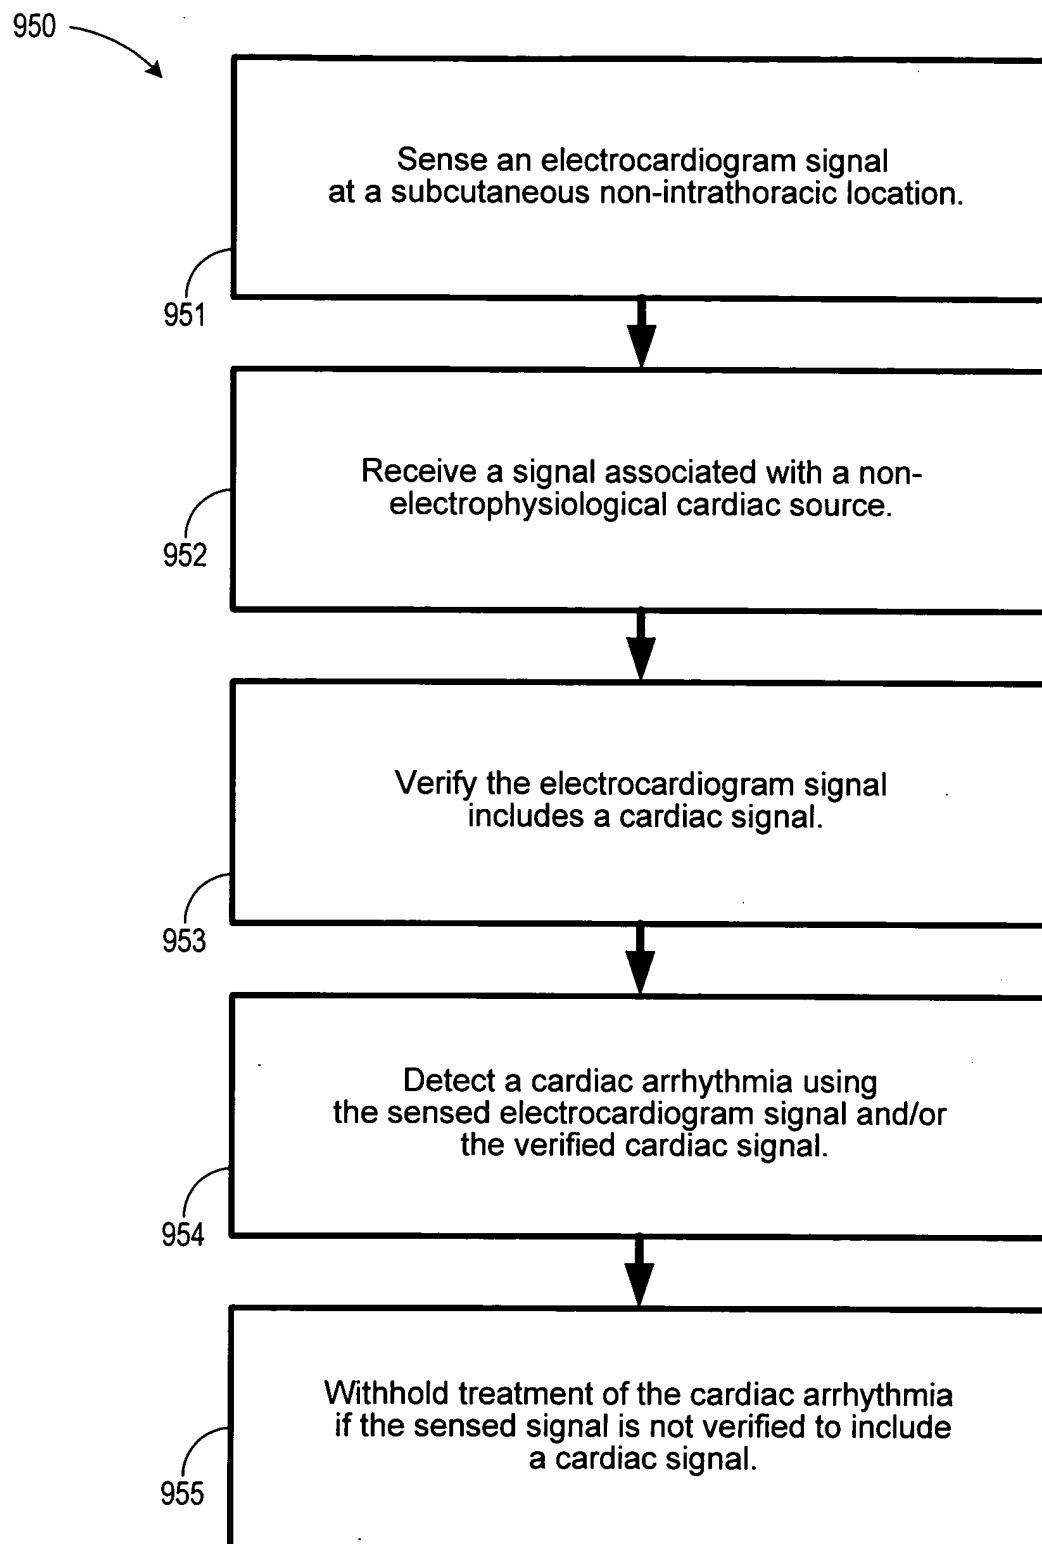 950
Sense an electrocardiogram signal
at a subcutaneous non-intrathoracic location.
951
Receive a signal associated with a non-
electrophysiological cardiac source.
952
Verify the electrocardiogram signal
includes a cardiac signal.
953
Detect a cardiac arrhythmia using
the sensed electrocardiogram signal and/or
the verified cardiac signal.
954
Withhold treatment of the cardiac arrhythmia
if the sensed signal is not verified to include
a cardiac signal.
955